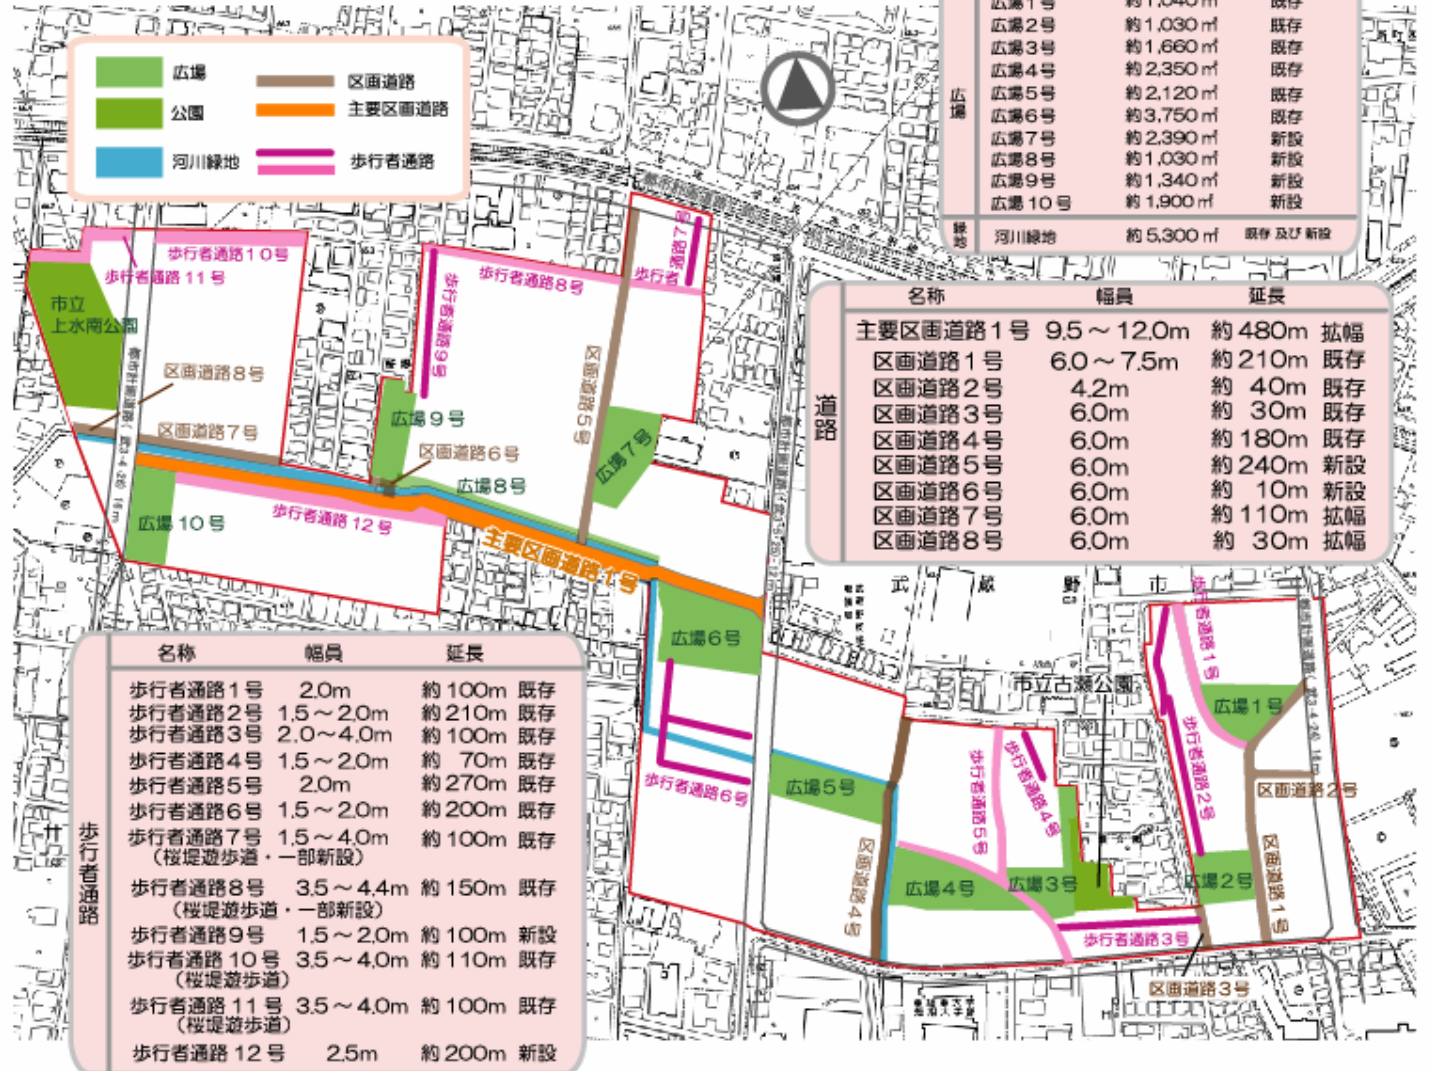 広場1号 約1,040㎡ 既存
広場2号 約1,030㎡ 既存
広場3号 約1,660㎡ 既存
広場4号 約2,350㎡ 既存
広場5号 約2,120㎡ 既存
広場6号 約3,750㎡ 既存
広場7号 約2,390㎡ 新設
広場8号 約1,030㎡ 新設
広場9号 約1,340㎡ 新設
広場10号 約1,900㎡ 新設
広場
緑地 河川緑地 約5,300㎡ 既存 及び 新設
広場 区画道路
公園 主要区画道路
河川緑地 歩行者通路
名称 幅員 延長
主要区画道路1号 9.5～12.0m 約480m 拡幅
区画道路1号 6.0～7.5m 約210m 既存
区画道路2号 4.2m 約 40m 既存
区画道路3号 6.0m 約 30m 既存
区画道路4号 6.0m 約180m 既存
区画道路5号 6.0m 約240m 新設
区画道路6号 6.0m 約 10m 新設
区画道路7号 6.0m 約110m 拡幅
区画道路8号 6.0m 約 30m 拡幅
道路
歩行者通路10号
歩行者通路11号
市立
上水南公園
区画道路8号
区画道路7号
広場10号
歩行者通路12号
歩行者通路9号
歩行者通路8号
歩行者
歩行者通路7号
広場9号
区画道路6号
広場8号
区画道路5号
広場7号
主要区画道路1号
広場6号
歩行者通路6号
広場5号
武蔵野市
市立古瀬公園
歩行者通路1号
広場1号
歩行者通路2号
区画道路2号
歩行者通路5号
歩行者通路4号
区画道路4号
広場4号
広場3号
広場2号
区画道路1号
歩行者通路3号
区画道路3号
名称 幅員 延長
歩行者通路1号 2.0m 約100m 既存
歩行者通路2号 1.5～2.0m 約210m 既存
歩行者通路3号 2.0～4.0m 約100m 既存
歩行者通路4号 1.5～2.0m 約 70m 既存
歩行者通路5号 2.0m 約270m 既存
歩行者通路6号 1.5～2.0m 約200m 既存
歩行者通路7号 1.5～4.0m 約100m 既存
（桜堤遊歩道・一部新設）
歩行者通路8号 3.5～4.4m 約150m 既存
（桜堤遊歩道・一部新設）
歩行者通路9号 1.5～2.0m 約100m 新設
歩行者通路10号 3.5～4.0m 約110m 既存
（桜堤遊歩道）
歩行者通路11号 3.5～4.0m 約100m 既存
（桜堤遊歩道）
歩行者通路12号 2.5m 約200m 新設
歩行者通路